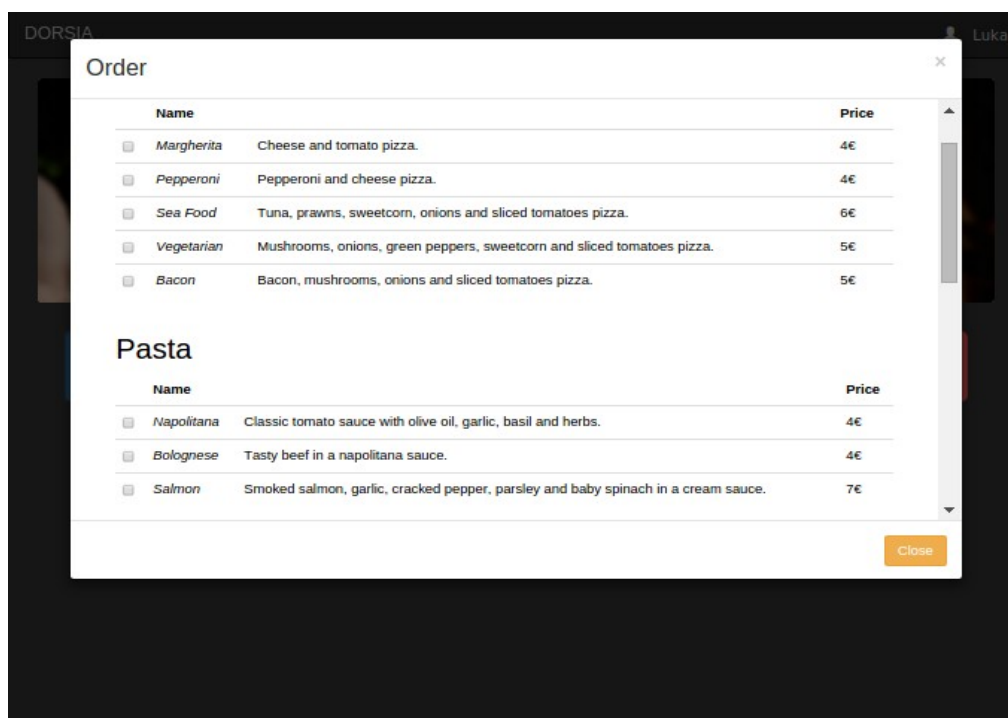 DORSIA
Luka
Order ×
Name Price
Margherita Cheese and tomato pizza. 4€
Pepperoni Pepperoni and cheese pizza. 4€
Sea Food Tuna, prawns, sweetcorn, onions and sliced tomatoes pizza. 6€
Vegetarian Mushrooms, onions, green peppers, sweetcorn and sliced tomatoes pizza. 5€
Bacon Bacon, mushrooms, onions and sliced tomatoes pizza. 5€
Pasta
Name Price
Napolitana Classic tomato sauce with olive oil, garlic, basil and herbs. 4€
Bolognese Tasty beef in a napolitana sauce. 4€
Salmon Smoked salmon, garlic, cracked pepper, parsley and baby spinach in a cream sauce. 7€
Close